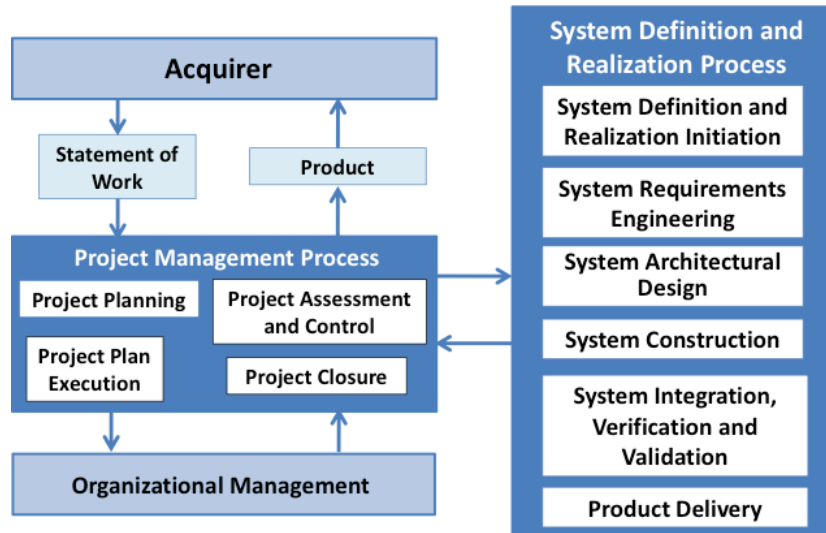 Acquirer
Statement of
Work
Product
Project Management Process
Project Planning
Project Assessment
and Control
Project Plan
Execution
Project Closure
Organizational Management
System Definition and
Realization Process
System Definition and
Realization Initiation
System Requirements
Engineering
System Architectural
Design
System Construction
System Integration,
Verification and
Validation
Product Delivery